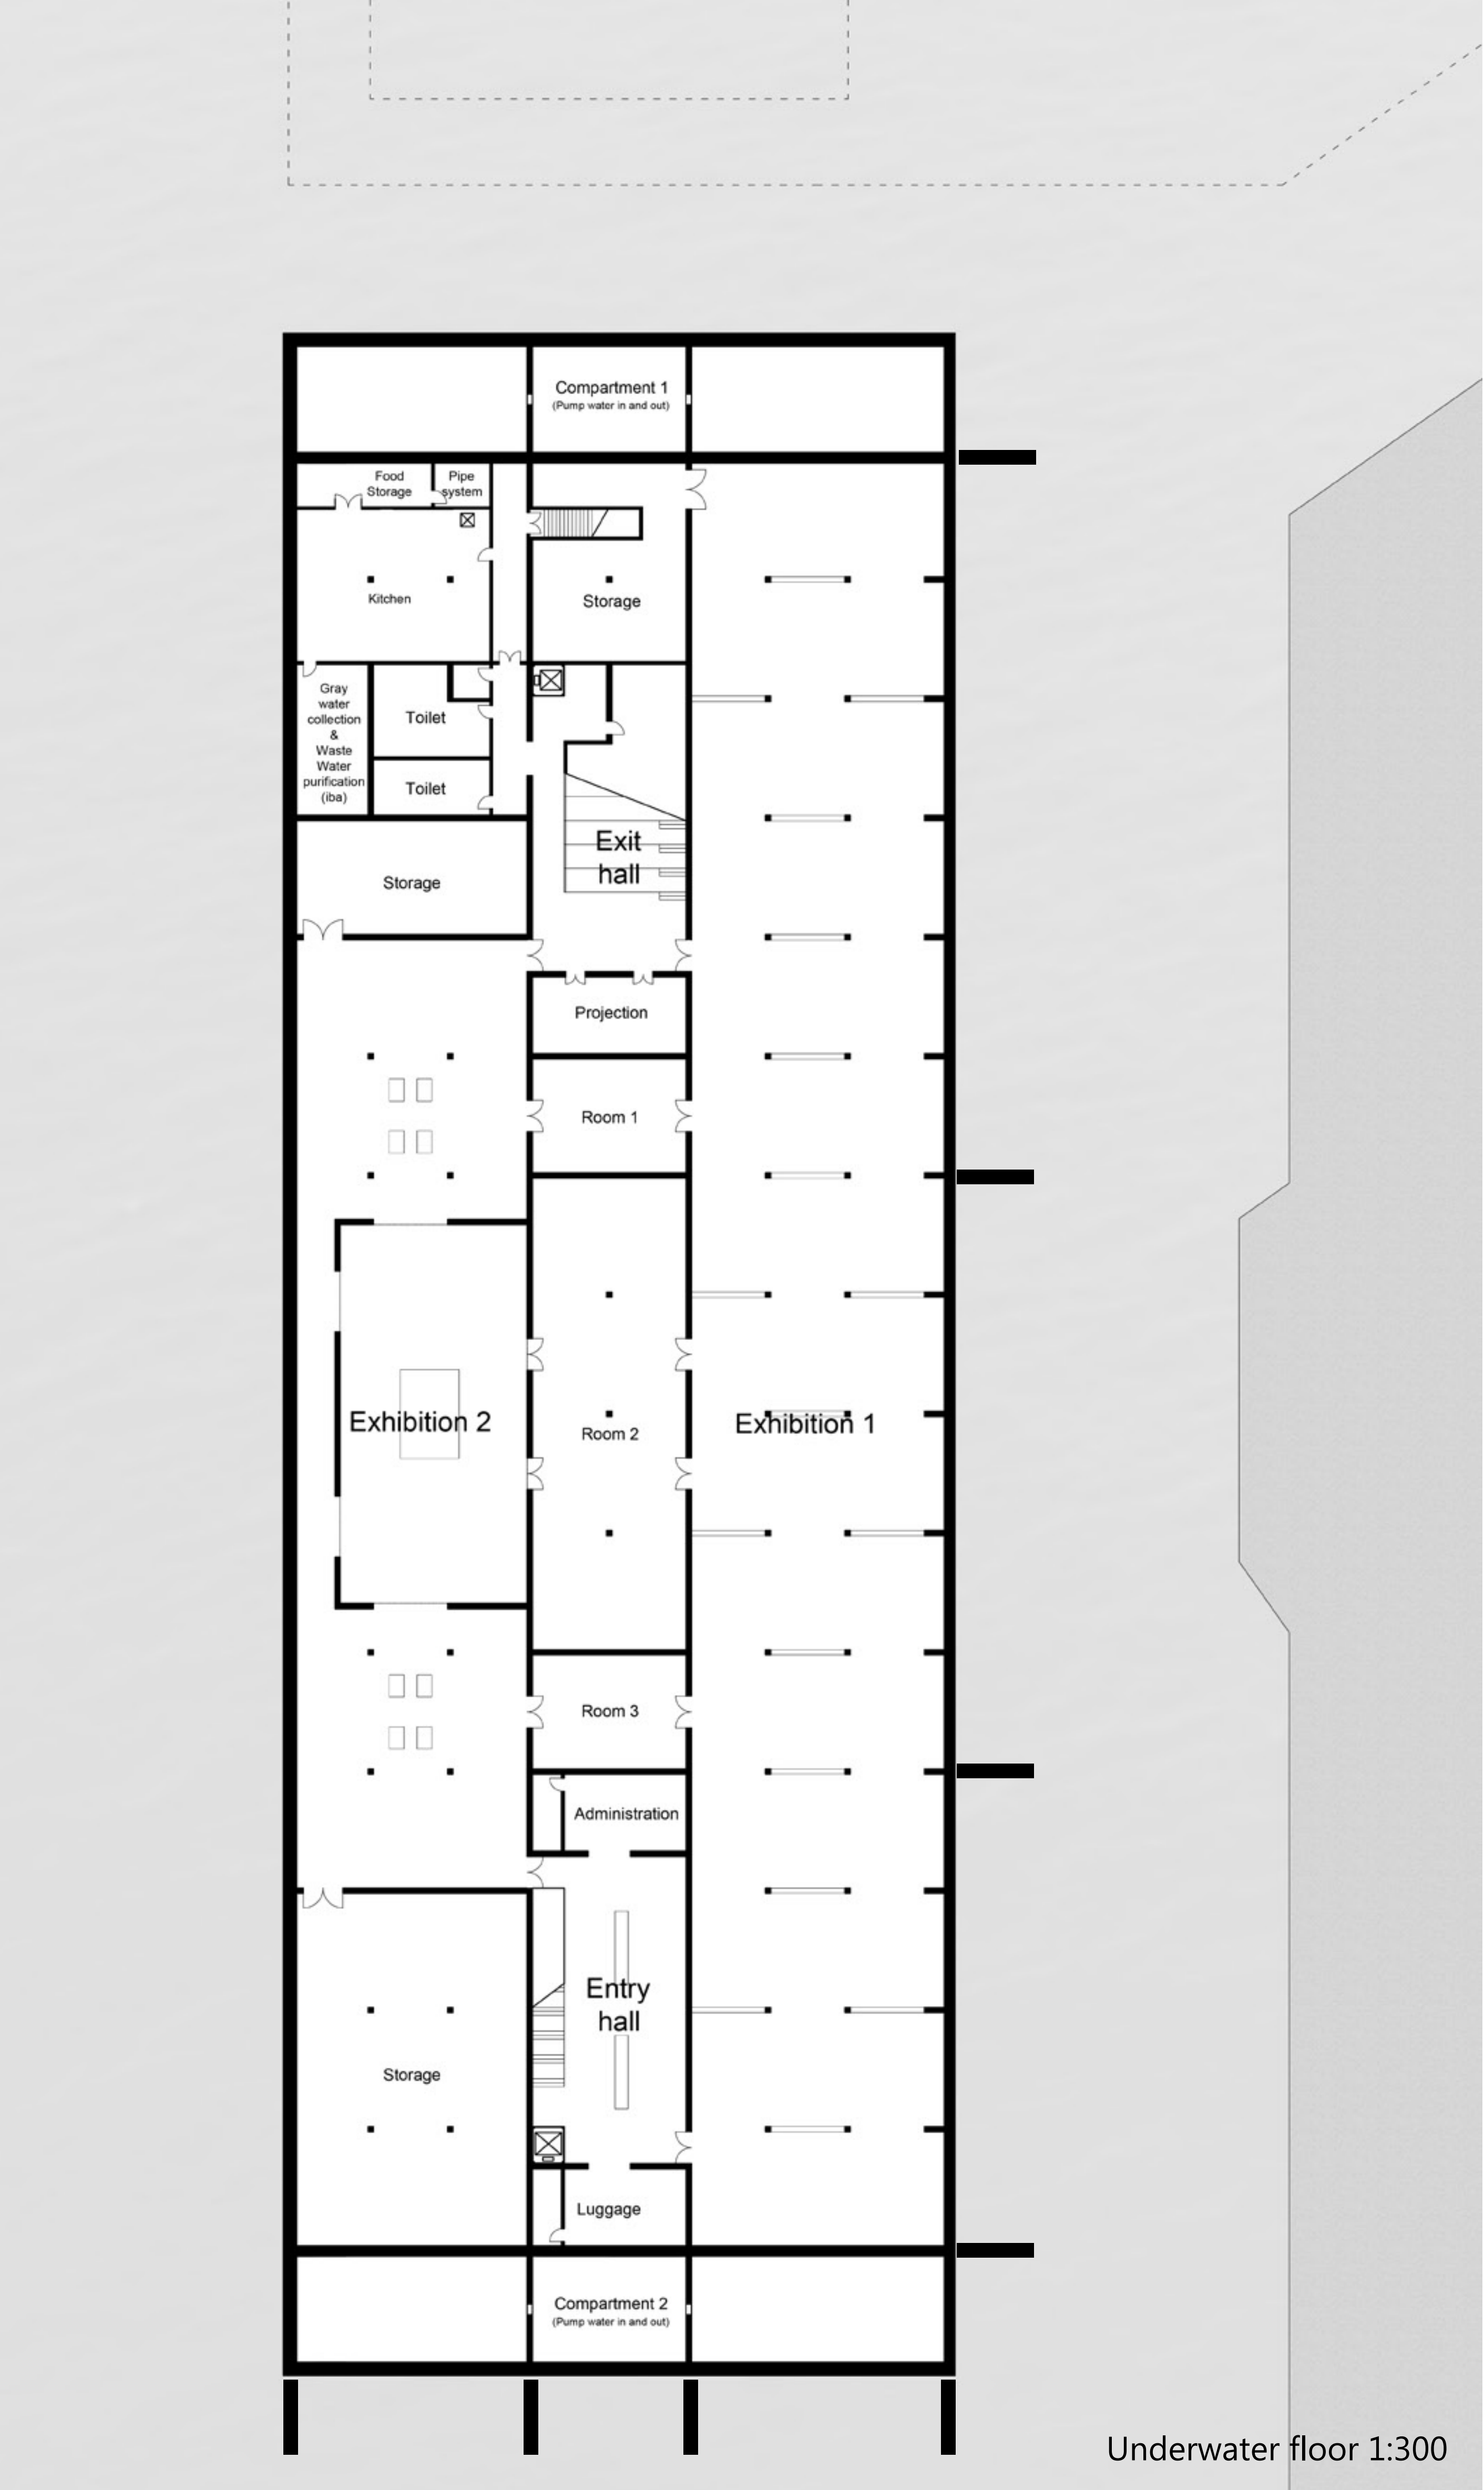 Compartment 1
(Pump water in and out)
Food
Storage
Pipe
system
Kitchen
Storage
Gray
water
collection
&
Waste
Water
purification
(iba)
Toilet
Toilet
Exit
hall
Storage
Projection
Room 1
Exhibition 2
Room 2
Exhibition 1
Room 3
Administration
Entry
hall
Storage
Luggage
Compartment 2
(Pump water in and out)
Underwater floor 1:300